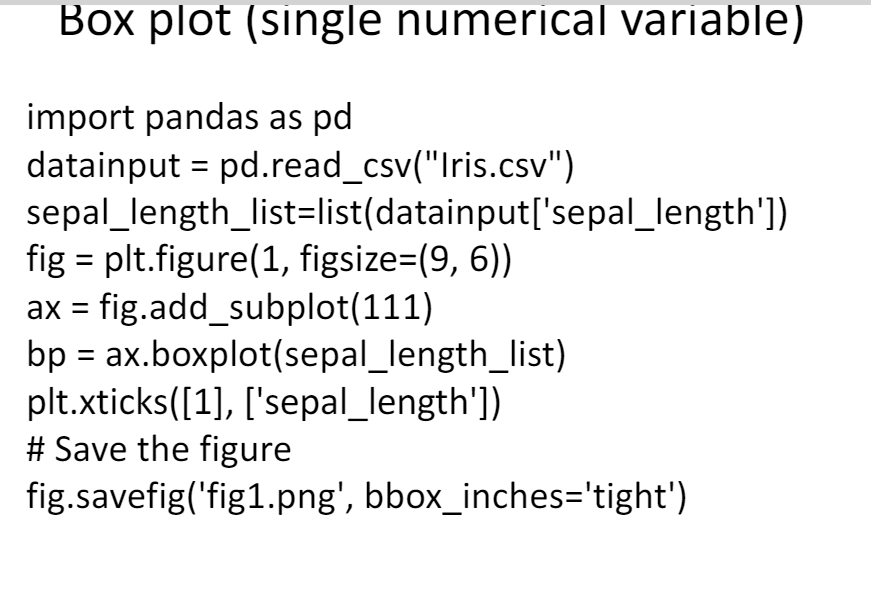 Box plot (single numerical variable)
import pandas as pd
datainput = pd.read_csv("Iris.csv")
sepal_length_list=list(datainput['sepal_length'])
fig = plt.figure(1, figsize=(9, 6))
ax = fig.add_subplot(111)
bp = ax.boxplot(sepal_length_list)
plt.xticks([1], ['sepal_length'])
# Save the figure
fig.savefig('fig1.png', bbox_inches='tight')